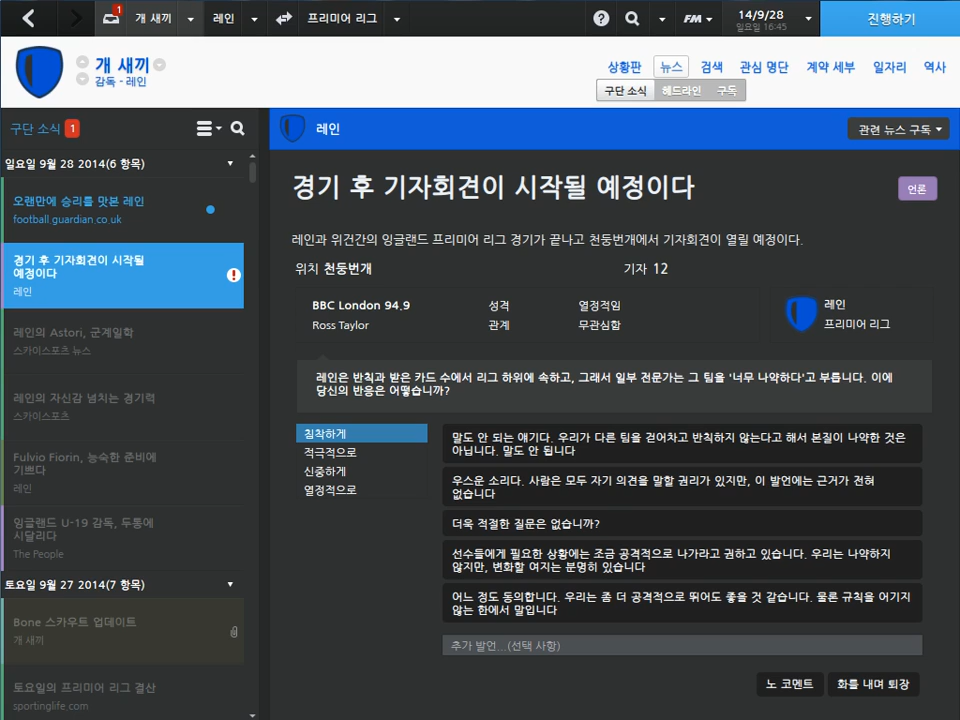 1
개 새끼
레인
프리미어 리그
FM
14/9/28
일요일 16:45
진행하기
개 새끼
감독 - 레인
상황판
뉴스
검색
관심 명단
계약 세부
일자리
역사
구단 소식
헤드라인
구독
구단 소식 1
레인
관련 뉴스 구독
일요일 9월 28 2014(6 항목)
오랜만에 승리를 맛본 레인
football.guardian.co.uk
경기 후 기자회견이 시작될
예정이다
레인
레인의 Astori, 군계일학
스카이스포츠 뉴스
레인의 자신감 넘치는 경기력
스카이스포츠
Fulvio Fiorin, 능숙한 준비에
기쁘다
레인
잉글랜드 U-19 감독, 두통에
시달리다
The People
토요일 9월 27 2014(7 항목)
Bone 스카우트 업데이트
개 새끼
토요일의 프리미어 리그 결산
sportinglife.com
경기 후 기자회견이 시작될 예정이다
언론
레인과 위건간의 잉글랜드 프리미어 리그 경기가 끝나고 천둥번개에서 기자회견이 열릴 예정이다.
위치 천둥번개
기자 12
BBC London 94.9
성격
열정적임
Ross Taylor
관계
무관심함
레인
프리미어 리그
레인은 반칙과 받은 카드 수에서 리그 하위에 속하고, 그래서 일부 전문가는 그 팀을 '너무 나약하다'고 부릅니다. 이에
당신의 반응은 어떻습니까?
침착하게
적극적으로
신중하게
열정적으로
말도 안 되는 얘기다. 우리가 다른 팀을 걷어차고 반칙하지 않는다고 해서 본질이 나약한 것은
아닙니다. 말도 안 됩니다
우스운 소리다. 사람은 모두 자기 의견을 말할 권리가 있지만, 이 발언에는 근거가 전혀
없습니다
더욱 적절한 질문은 없습니까?
선수들에게 필요한 상황에는 조금 공격적으로 나가라고 권하고 있습니다. 우리는 나약하지
않지만, 변화할 여지는 분명히 있습니다
어느 정도 동의합니다. 우리는 좀 더 공격적으로 뛰어도 좋을 것 같습니다. 물론 규칙을 어기지
않는 한에서 말입니다
추가 발언...(선택 사항)
노 코멘트
화를 내며 퇴장